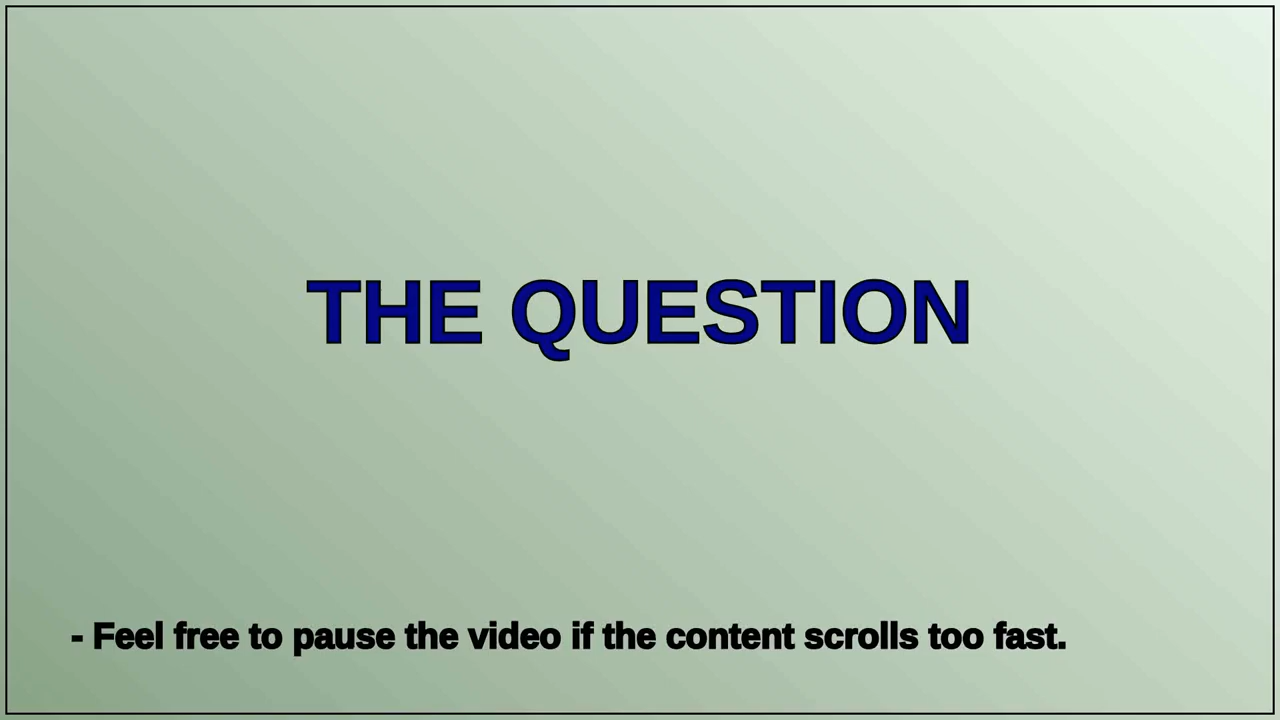 THE QUESTION
- Feel free to pause the video if the content scrolls too fast.